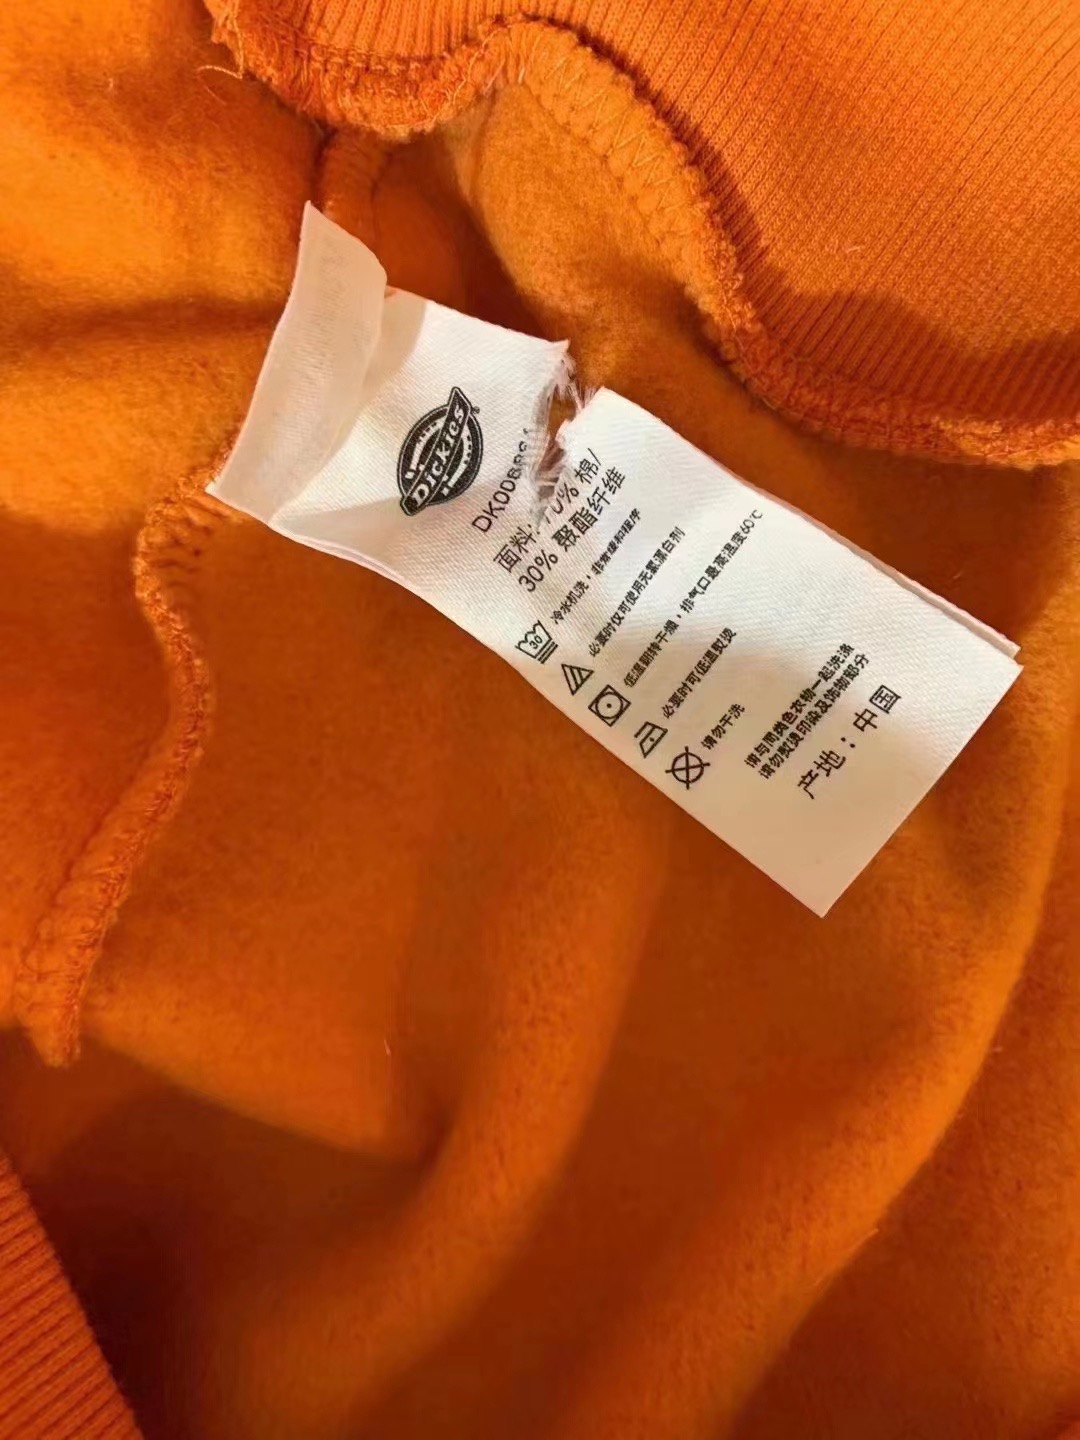 Dickies
面料: 70% 棉/
30% 聚酯纤维
30 冷水机洗，非常缓和程序
必要时仅可使用无氯漂白剂
低温翻转干燥，排气口最高温度60℃
必要时可低温熨烫
请勿干洗
请与同类色衣物一起洗涤
请勿熨烫印染及饰物部分
产地：中国